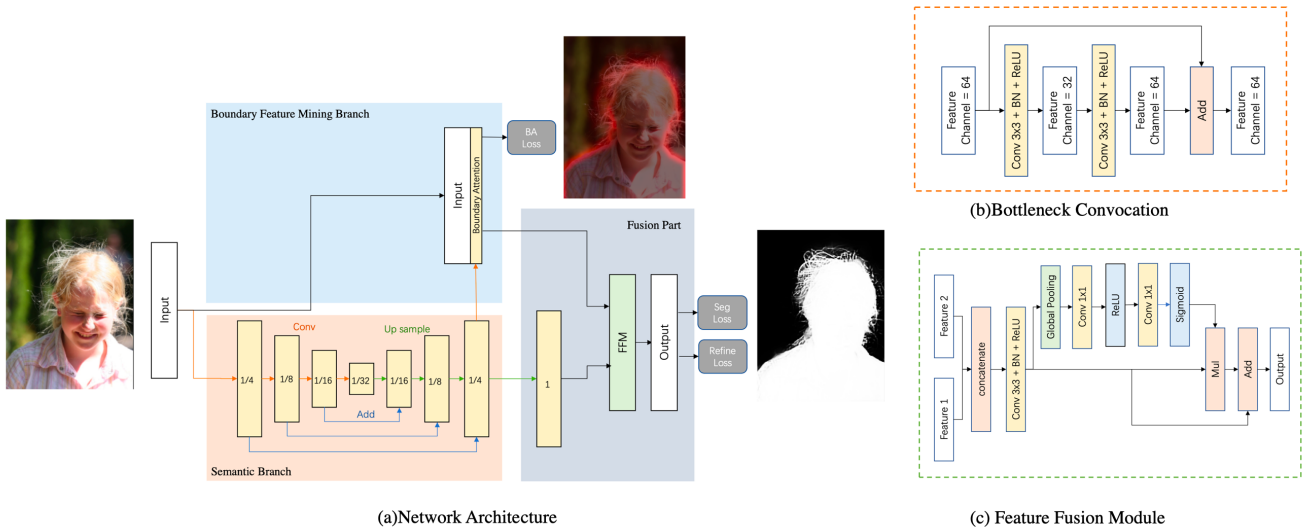 Boundary Feature Mining Branch
Input
Boundary Attention
BA
Loss
Input
Fusion Part
FFM
Output
Seg
Loss
Refine
Loss
1
Conv
Up sample
1/4
1/8
1/16
1/32
1/16
1/8
1/4
Add
Semantic Branch
(a)Network Architecture
Feature
Channel = 64
Conv 3x3 + BN + ReLU
Feature
Channel = 32
Conv 3x3 + BN + ReLU
Feature
Channel = 64
Add
Feature
Channel = 64
(b)Bottleneck Convocation
Feature 2
Feature 1
concatenate
Conv 3x3 + BN + ReLU
Global Pooling
Conv 1x1
ReLU
Conv 1x1
Sigmoid
Mul
Add
Output
(c) Feature Fusion Module